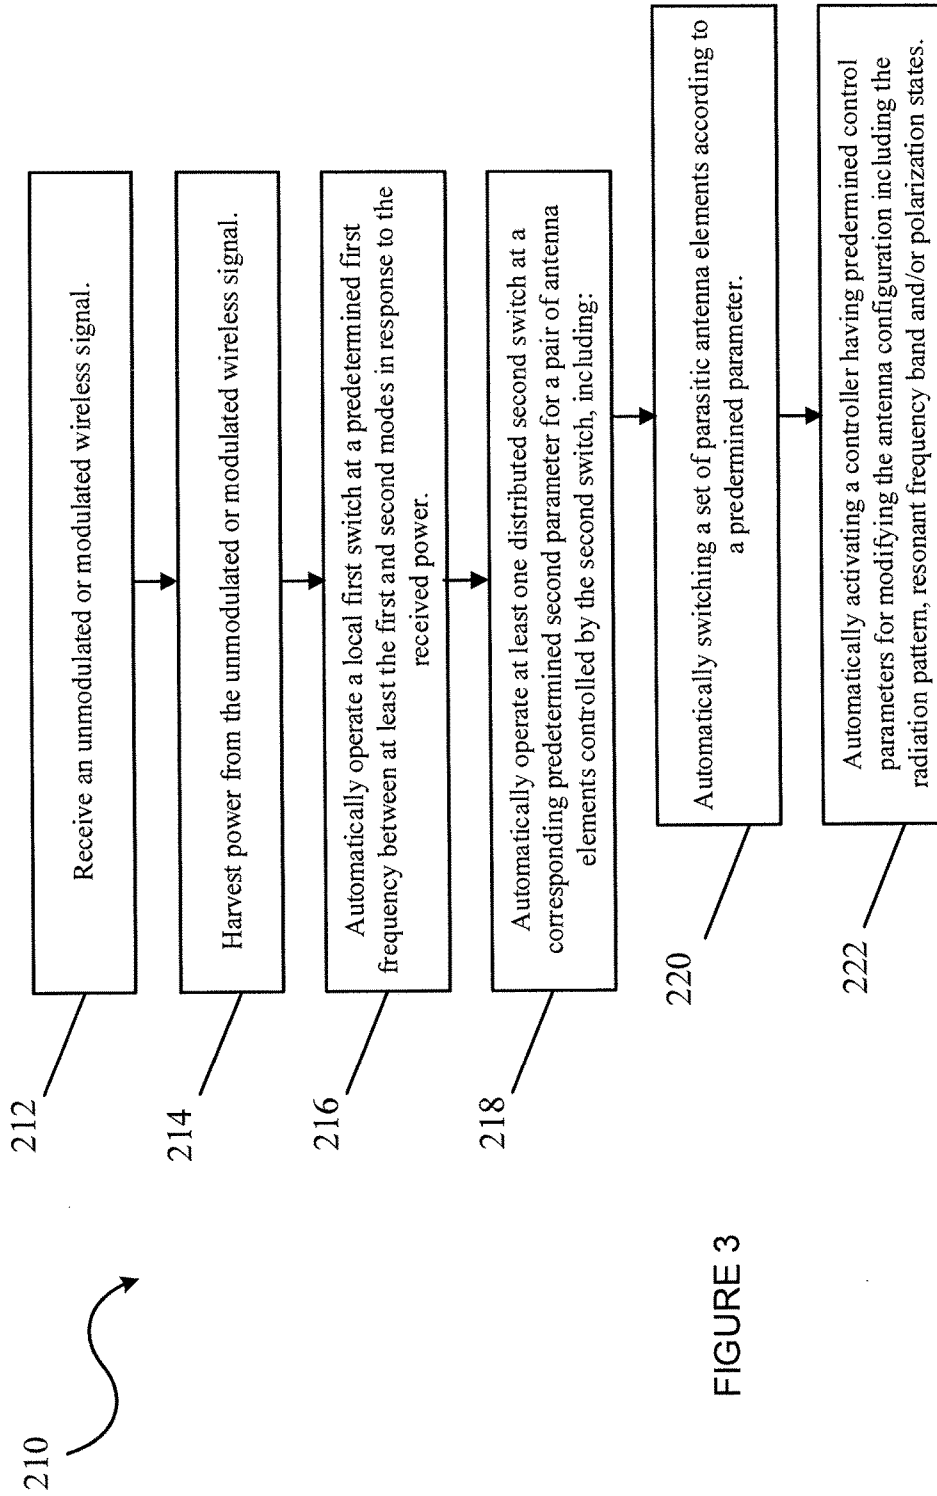 210
212
Receive an unmodulated or modulated wireless signal.
214
Harvest power from the unmodulated or modulated wireless signal.
216
Automatically operate a local first switch at a predetermined first
frequency between at least the first and second modes in response to the
received power.
218
Automatically operate at least one distributed second switch at a
corresponding predetermined second parameter for a pair of antenna
elements controlled by the second switch, including:
220
Automatically switching a set of parasitic antenna elements according to
a predermined parameter.
222
Automatically activating a controller having predermined control
parameters for modifying the antenna configuration including the
radiation pattern, resonant frequency band and/or polarization states.
FIGURE 3